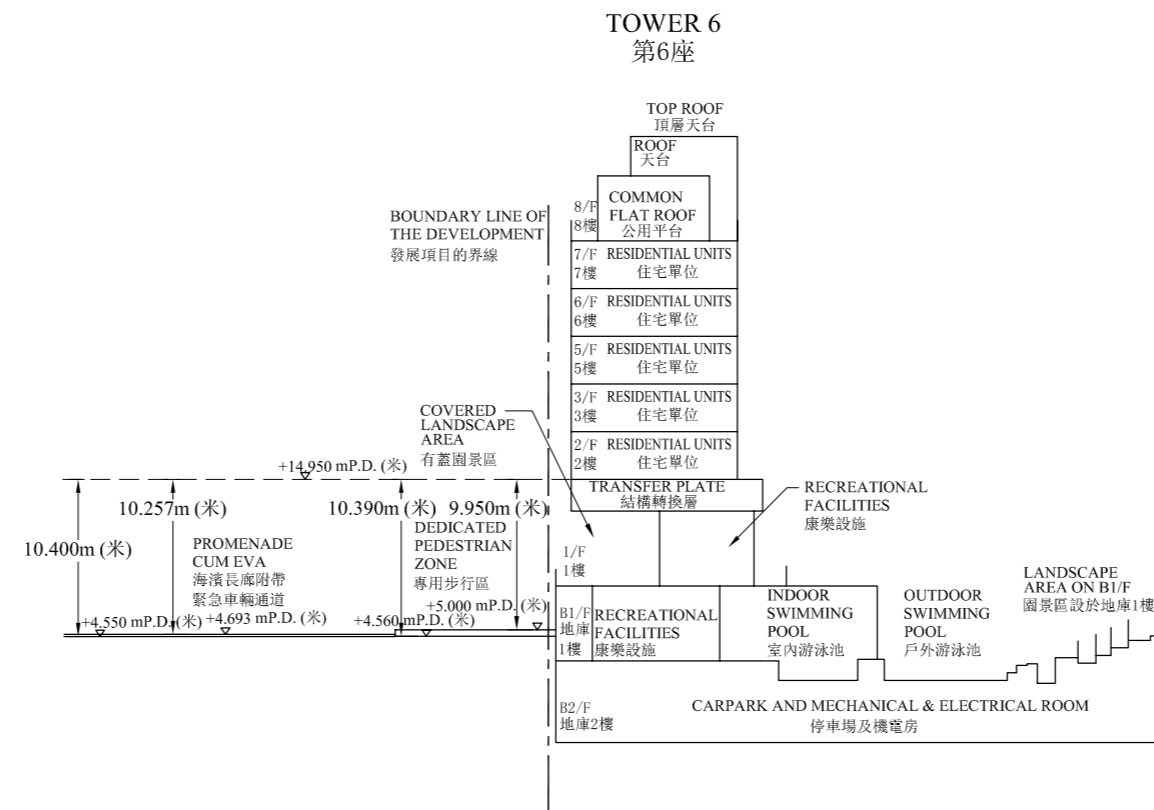 TOWER 6
第6座
TOP ROOF
頂層天台
ROOF
天台
8/F
8樓
COMMON
FLAT ROOF
公用平台
BOUNDARY LINE OF
THE DEVELOPMENT
發展項目的界線
7/F RESIDENTIAL UNITS
7樓 住宅單位
6/F RESIDENTIAL UNITS
6樓 住宅單位
5/F RESIDENTIAL UNITS
5樓 住宅單位
3/F RESIDENTIAL UNITS
3樓 住宅單位
2/F RESIDENTIAL UNITS
2樓 住宅單位
COVERED
LANDSCAPE
AREA
有蓋園景區
+14.950 mP.D. (米)
TRANSFER PLATE
結構轉換層
RECREATIONAL
FACILITIES
康樂設施
10.400m (米)
10.257m (米)
10.390m (米)
9.950m (米)
PROMENADE
CUM EVA
海濱長廊附帶
緊急車輛通道
DEDICATED
PEDESTRIAN
ZONE
專用步行區
+4.550 mP.D. (米)
+4.693 mP.D. (米)
+4.560 mP.D. (米)
+5.000 mP.D. (米)
1/F
1樓
B1/F
地庫
1樓
RECREATIONAL
FACILITIES
康樂設施
INDOOR
SWIMMING
POOL
室內游泳池
OUTDOOR
SWIMMING
POOL
戶外游泳池
LANDSCAPE
AREA ON B1/F
園景區設於地庫1樓
B2/F
地庫2樓
CARPARK AND MECHANICAL & ELECTRICAL ROOM
停車場及機電房